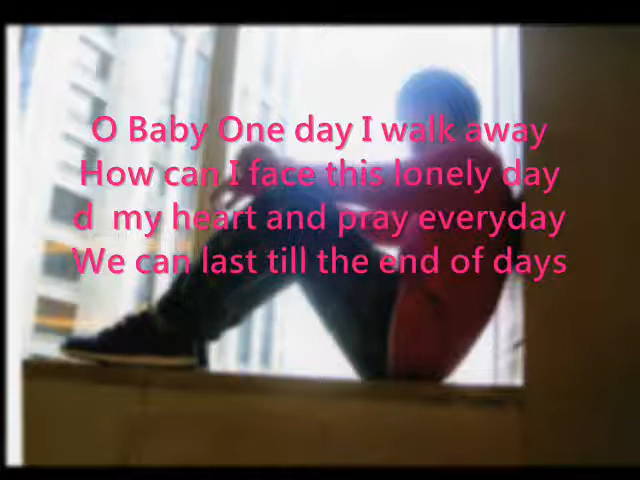 O Baby One day I walk away
How can I face this lonely day
d my heart and pray everyday
We can last till the end of days